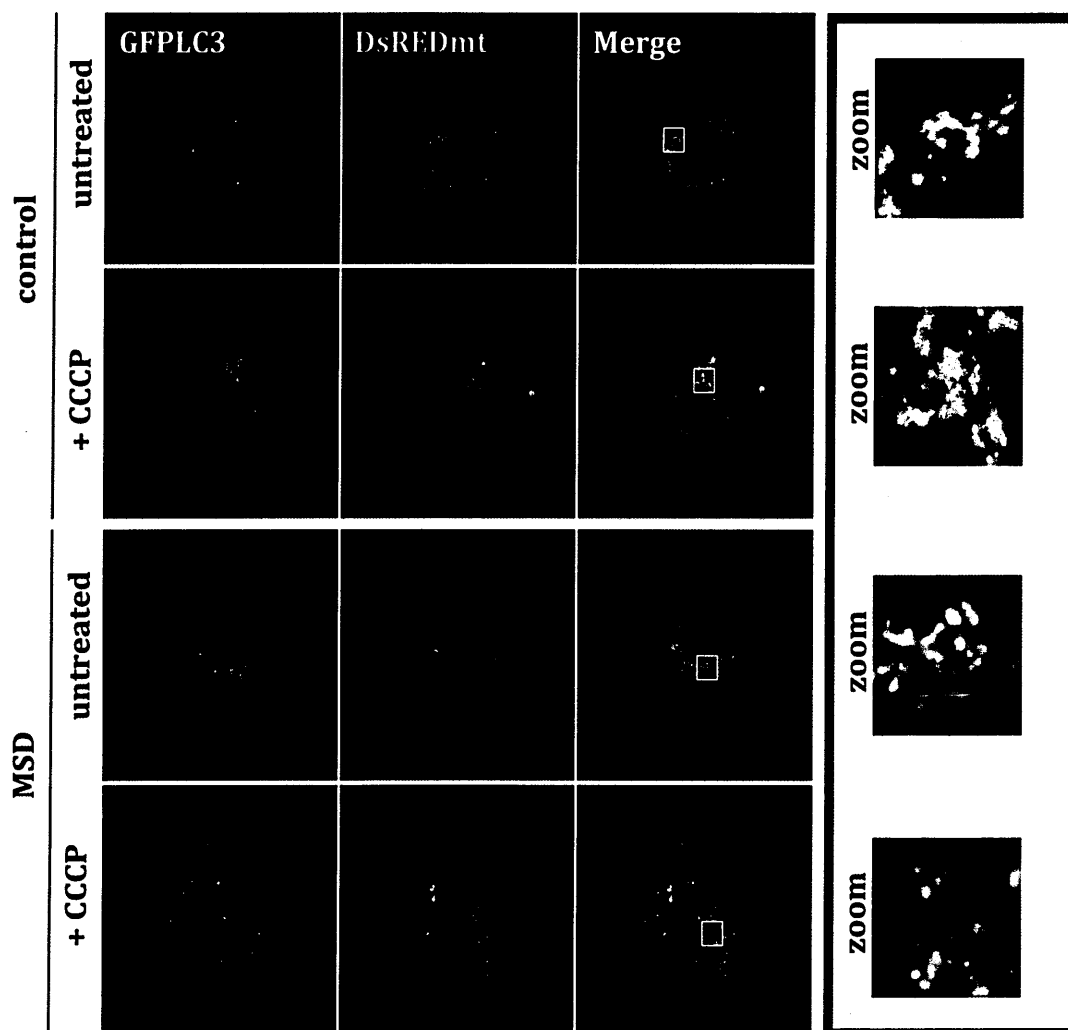 GFPLC3 DsREDmt Merge
control
untreated
zoom
+ CCCP
zoom
MSD
untreated
zoom
+ CCCP
zoom